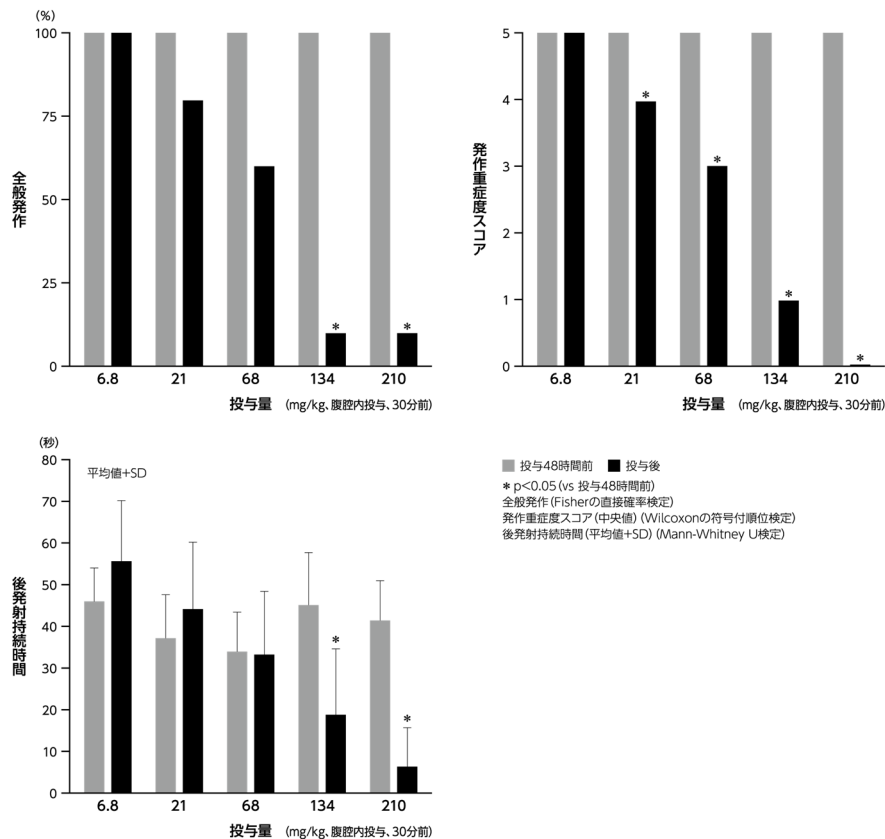 (%)
100
75
50
25
0
全般発作
6.8 21 68 134 210
* *
投与量 (mg/kg、腹腔内投与、30分前)
5
4
3
2
1
0
発作重症度スコア
* * * *
6.8 21 68 134 210
投与量 (mg/kg、腹腔内投与、30分前)
(秒)
80
70
60
50
40
30
20
10
0
平均値+SD
後発射持続時間
* *
6.8 21 68 134 210
投与量 (mg/kg、腹腔内投与、30分前)
投与48時間前 投与後
* p<0.05(vs 投与48時間前)
全般発作(Fisherの直接確率検定)
発作重症度スコア(中央値)(Wilcoxonの符号付順位検定)
後発射持続時間(平均値+SD)(Mann-Whitney U検定)